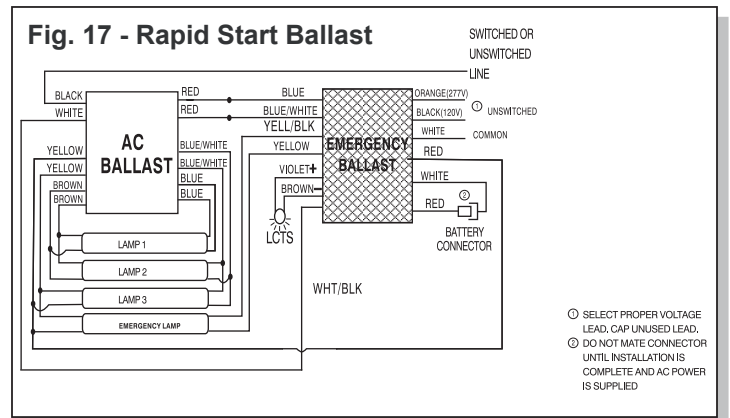 Fig. 17 - Rapid Start Ballast
SWITCHED OR
UNSWITCHED
LINE
BLACK
WHITE
YELLOW
YELLOW
BROWN
BROWN
AC
BALLAST
RED
RED
BLUE/WHITE
BLUE/WHITE
BLUE
BLUE
BLUE
BLUE/WHITE
YELL/BLK
YELLOW
VIOLET+
BROWN-
LCTS
EMERGENCY
BALLAST
ORANGE(277V)
BLACK(120V)
① UNSWITCHED
WHITE COMMON
RED
WHITE
RED
②
BATTERY
CONNECTOR
LAMP 1
LAMP 2
LAMP 3
EMERGENCY LAMP
WHT/BLK
① SELECT PROPER VOLTAGE
LEAD, CAP UNUSED LEAD.
② DO NOT MATE CONNECTOR
UNTIL INSTALLATION IS
COMPLETE AND AC POWER
IS SUPPLIED